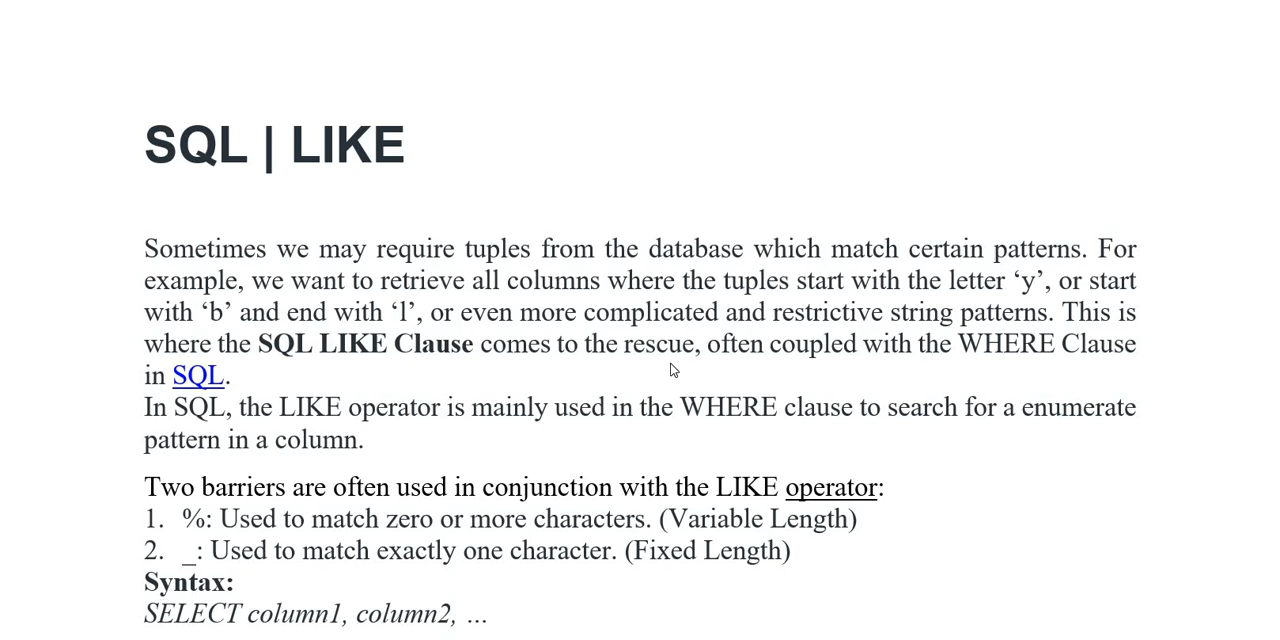 SQL | LIKE
Sometimes we may require tuples from the database which match certain patterns. For
example, we want to retrieve all columns where the tuples start with the letter ‘y’, or start
with ‘b’ and end with ‘l’, or even more complicated and restrictive string patterns. This is
where the SQL LIKE Clause comes to the rescue, often coupled with the WHERE Clause
in SQL.
In SQL, the LIKE operator is mainly used in the WHERE clause to search for a enumerate
pattern in a column.
Two barriers are often used in conjunction with the LIKE operator:
1. %: Used to match zero or more characters. (Variable Length)
2. _: Used to match exactly one character. (Fixed Length)
Syntax:
SELECT column1, column2, …